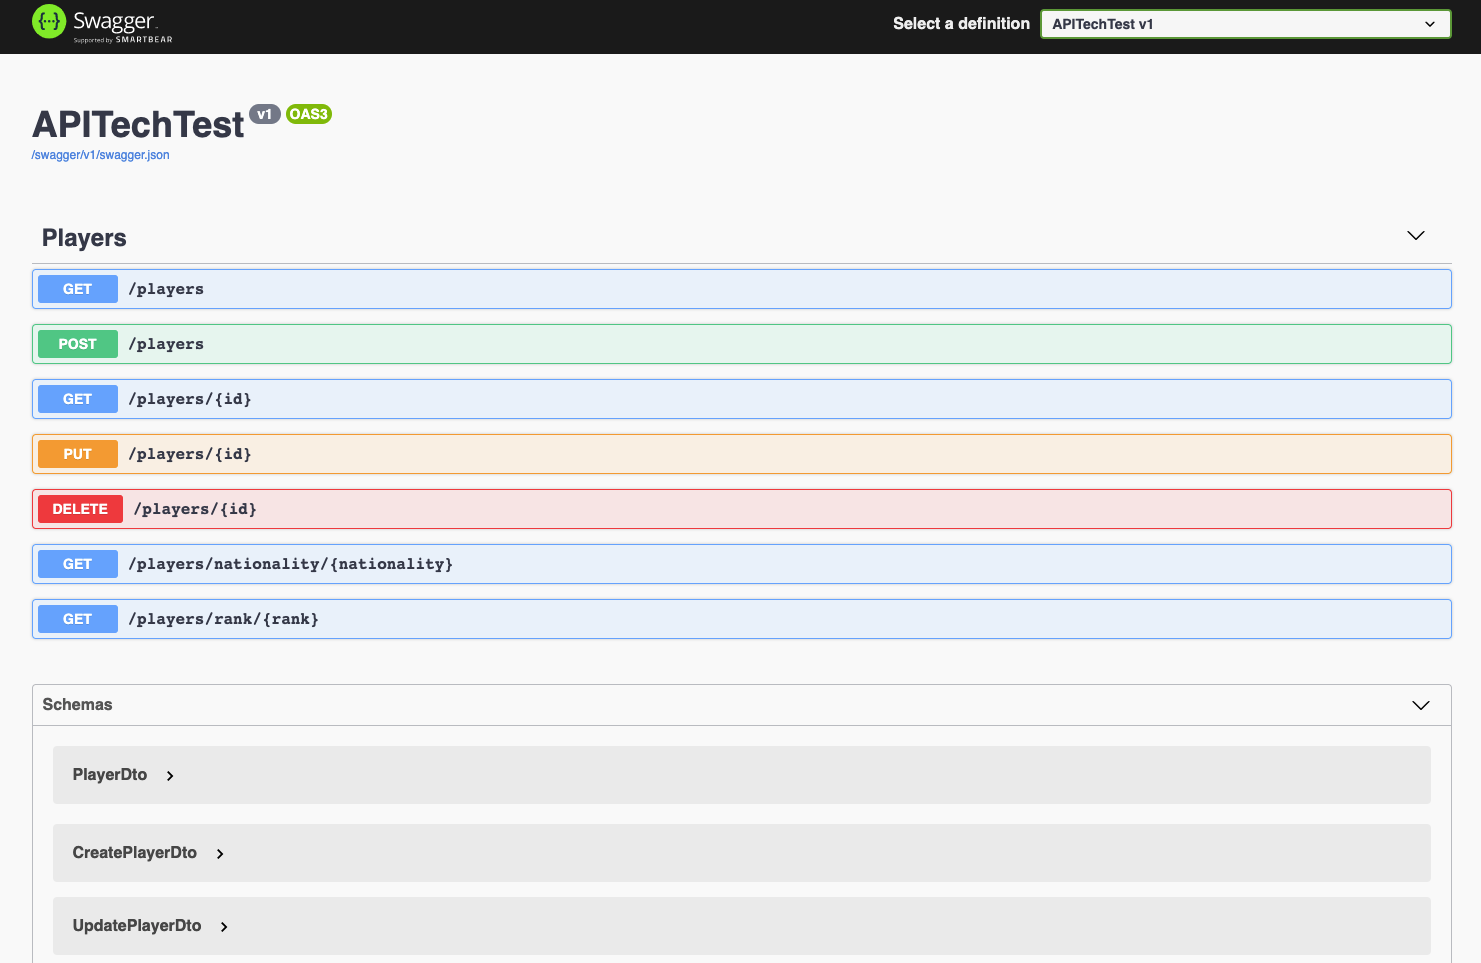 Swagger
Supported by SMARTBEAR
Select a definition
APITechTest v1
APITechTest v1 OAS3
/swagger/v1/swagger.json
Players
GET /players
POST /players
GET /players/{id}
PUT /players/{id}
DELETE /players/{id}
GET /players/nationality/{nationality}
GET /players/rank/{rank}
Schemas
PlayerDto
CreatePlayerDto
UpdatePlayerDto